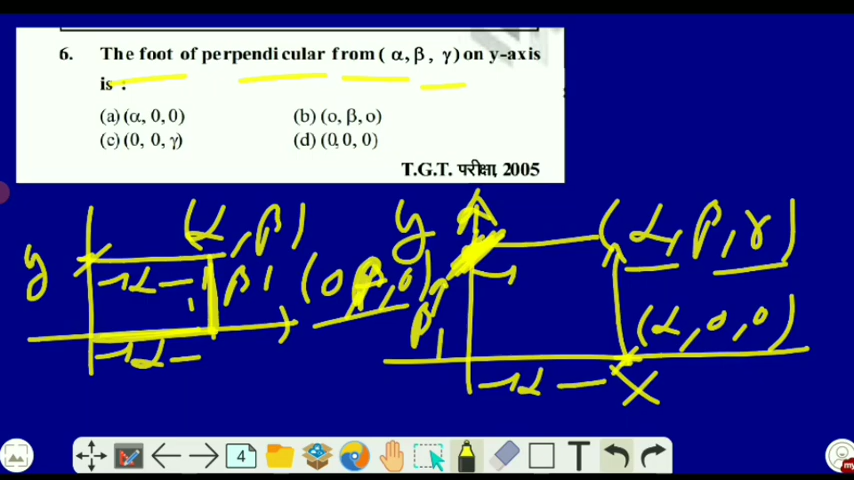 6. The foot of perpendicular from ( α, β, γ) on y-axis
is :
(a) (α, 0, 0) (b) (o, β, o)
(c) (0, 0, γ) (d) (0, 0, 0)
T.G.T. परीक्षा, 2005
(α, β) y (α, β, γ)
y α β (0, β, 0)
β (α, 0, 0)
α α X
4 T
my